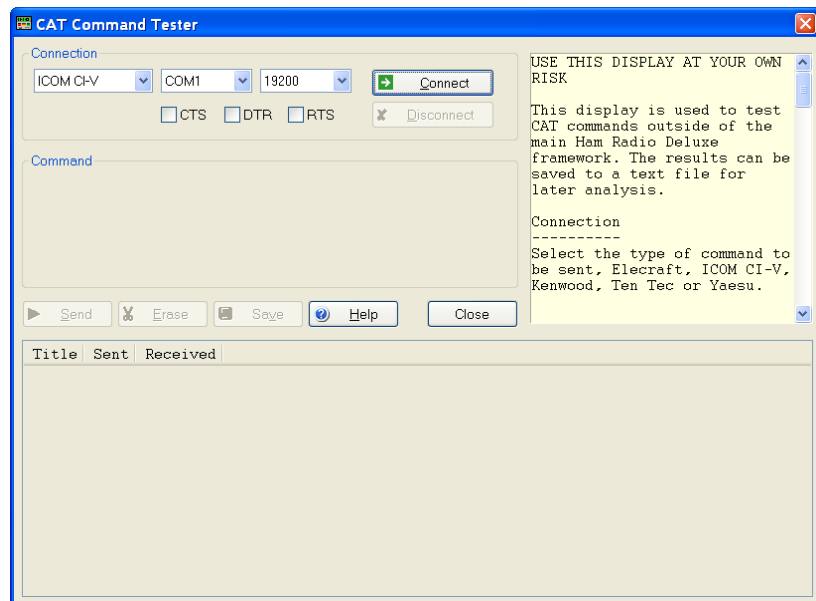 CAT Command Tester
Connection
ICOM CI-V
COM1
19200
Connect
CTS
DTR
RTS
Disconnect
Command
Send
Erase
Save
Help
Close
USE THIS DISPLAY AT YOUR OWN
RISK
This display is used to test
CAT commands outside of the
main Ham Radio Deluxe
framework. The results can be
saved to a text file for
later analysis.
Connection
----------
Select the type of command to
be sent, Elecraft, ICOM CI-V,
Kenwood, Ten Tec or Yaesu.
Title Sent Received